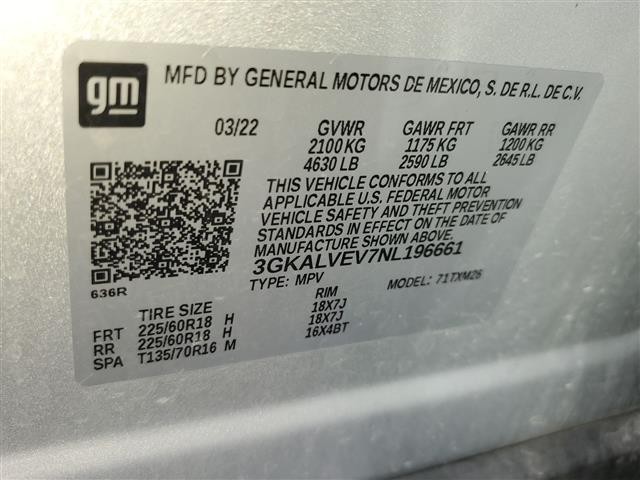 gm
MFD BY GENERAL MOTORS DE MEXICO, S. DE R.L. DE C.V.
03/22 GVWR GAWR FRT GAWR RR
2100 KG 1175 KG 1200 KG
4630 LB 2590 LB 2645 LB
THIS VEHICLE CONFORMS TO ALL
APPLICABLE U.S. FEDERAL MOTOR
VEHICLE SAFETY AND THEFT PREVENTION
STANDARDS IN EFFECT ON THE DATE OF
MANUFACTURE SHOWN ABOVE.
3GKALVEV7NL196661
636R TYPE: MPV MODEL: 71TXM26
TIRE SIZE RIM
FRT 225/60R18 H 18X7J
RR 225/60R18 H 18X7J
SPA T135/70R16 M 16X4BT